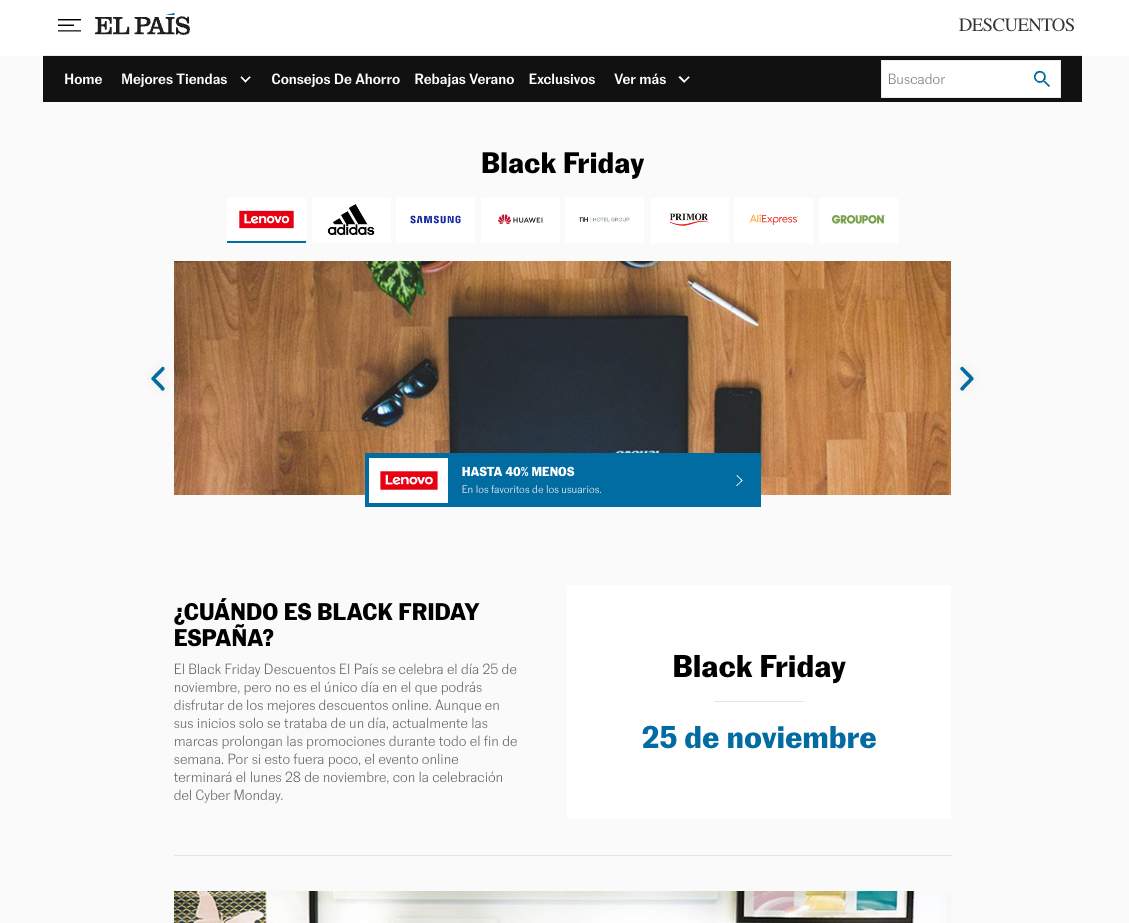 EL PAÍS
DESCUENTOS
Home Mejores Tiendas Consejos De Ahorro Rebajas Verano Exclusivos Ver más Buscador
Black Friday
Lenovo adidas SAMSUNG HUAWEI NH | HOTEL GROUP PRIMOR AliExpress GROUPON
Lenovo
HASTA 40% MENOS
En los favoritos de los usuarios.
¿CUÁNDO ES BLACK FRIDAY
ESPAÑA?
El Black Friday Descuentos El País se celebra el día 25 de
noviembre, pero no es el único día en el que podrás
disfrutar de los mejores descuentos online. Aunque en
sus inicios solo se trataba de un día, actualmente las
marcas prolongan las promociones durante todo el fin de
semana. Por si esto fuera poco, el evento online
terminará el lunes 28 de noviembre, con la celebración
del Cyber Monday.
Black Friday
25 de noviembre